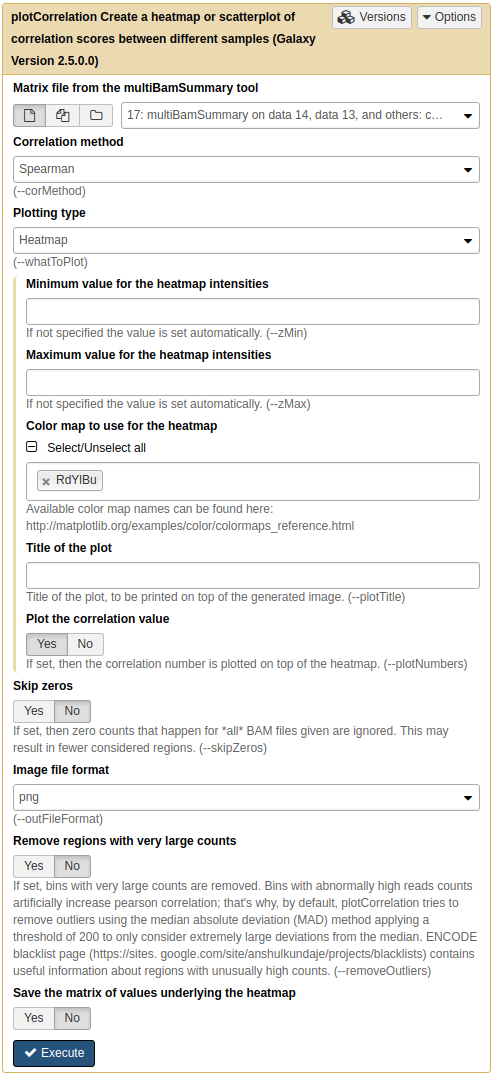 plotCorrelation Create a heatmap or scatterplot of
correlation scores between different samples (Galaxy
Version 2.5.0.0)
Versions
Options
Matrix file from the multiBamSummary tool
17: multiBamSummary on data 14, data 13, and others: c...
Correlation method
Spearman
(--corMethod)
Plotting type
Heatmap
(--whatToPlot)
Minimum value for the heatmap intensities
If not specified the value is set automatically. (--zMin)
Maximum value for the heatmap intensities
If not specified the value is set automatically. (--zMax)
Color map to use for the heatmap
Select/Unselect all
RdYlBu
Available color map names can be found here:
http://matplotlib.org/examples/color/colormaps_reference.html
Title of the plot
Title of the plot, to be printed on top of the generated image. (--plotTitle)
Plot the correlation value
Yes No
If set, then the correlation number is plotted on top of the heatmap. (--plotNumbers)
Skip zeros
Yes No
If set, then zero counts that happen for *all* BAM files given are ignored. This may
result in fewer considered regions. (--skipZeros)
Image file format
png
(--outFileFormat)
Remove regions with very large counts
Yes No
If set, bins with very large counts are removed. Bins with abnormally high reads counts
artificially increase pearson correlation; that's why, by default, plotCorrelation tries to
remove outliers using the median absolute deviation (MAD) method applying a
threshold of 200 to only consider extremely large deviations from the median. ENCODE
blacklist page (https://sites. google.com/site/anshulkundaje/projects/blacklists) contains
useful information about regions with unusually high counts. (--removeOutliers)
Save the matrix of values underlying the heatmap
Yes No
Execute